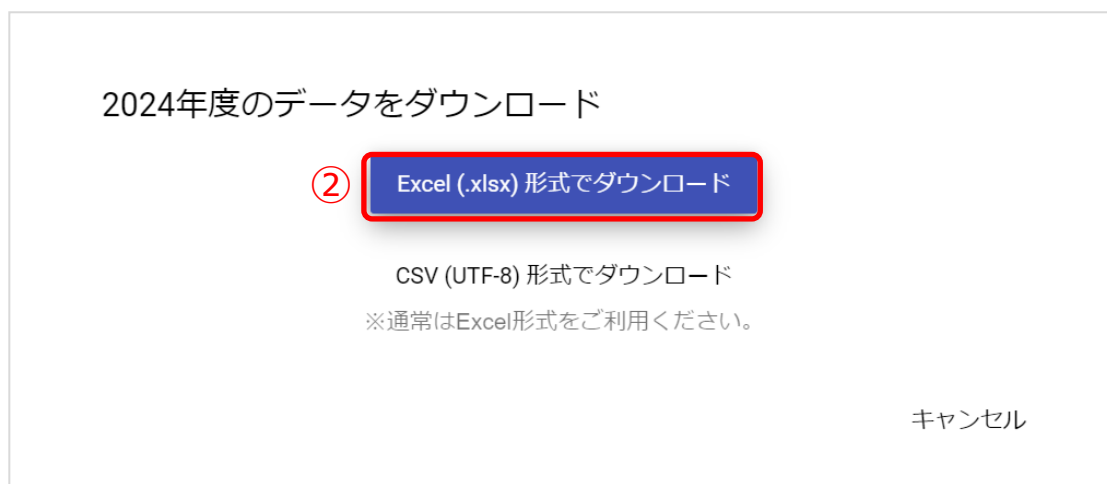 2024年度のデータをダウンロード
② Excel (.xlsx) 形式でダウンロード
CSV (UTF-8) 形式でダウンロード
※通常はExcel形式をご利用ください。
キャンセル